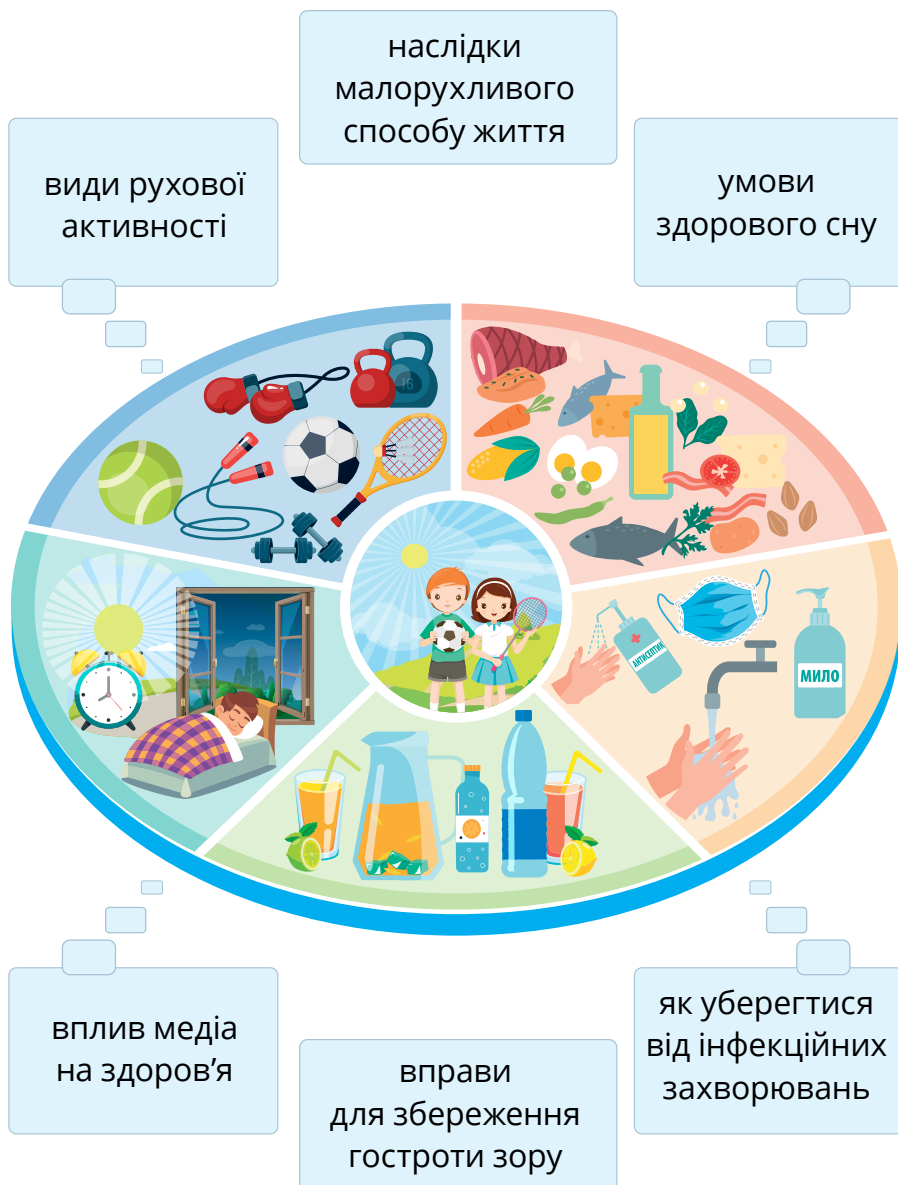 наслідки
малорухливого
способу життя
види рухової
активності
умови
здорового сну
16
АНТИСЕПТИК
МИЛО
вплив медіа
на здоров’я
вправи
для збереження
гостроти зору
як уберегтися
від інфекційних
захворювань